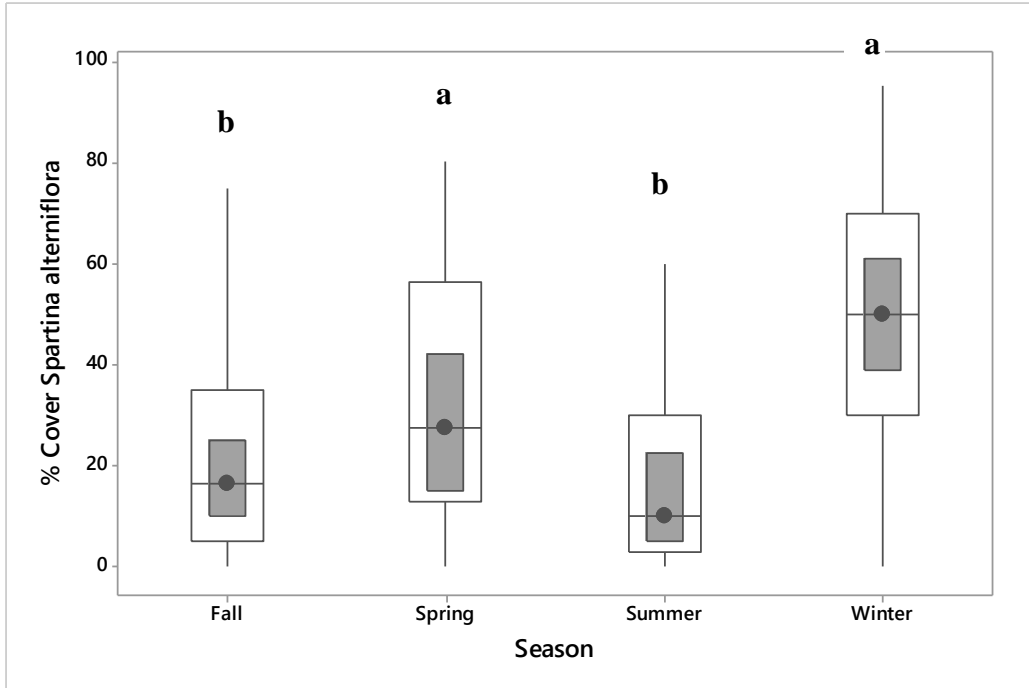 a
100
a
b
80
b
60
40
20
0
% Cover Spartina alterniflora
Fall Spring Summer Winter
Season